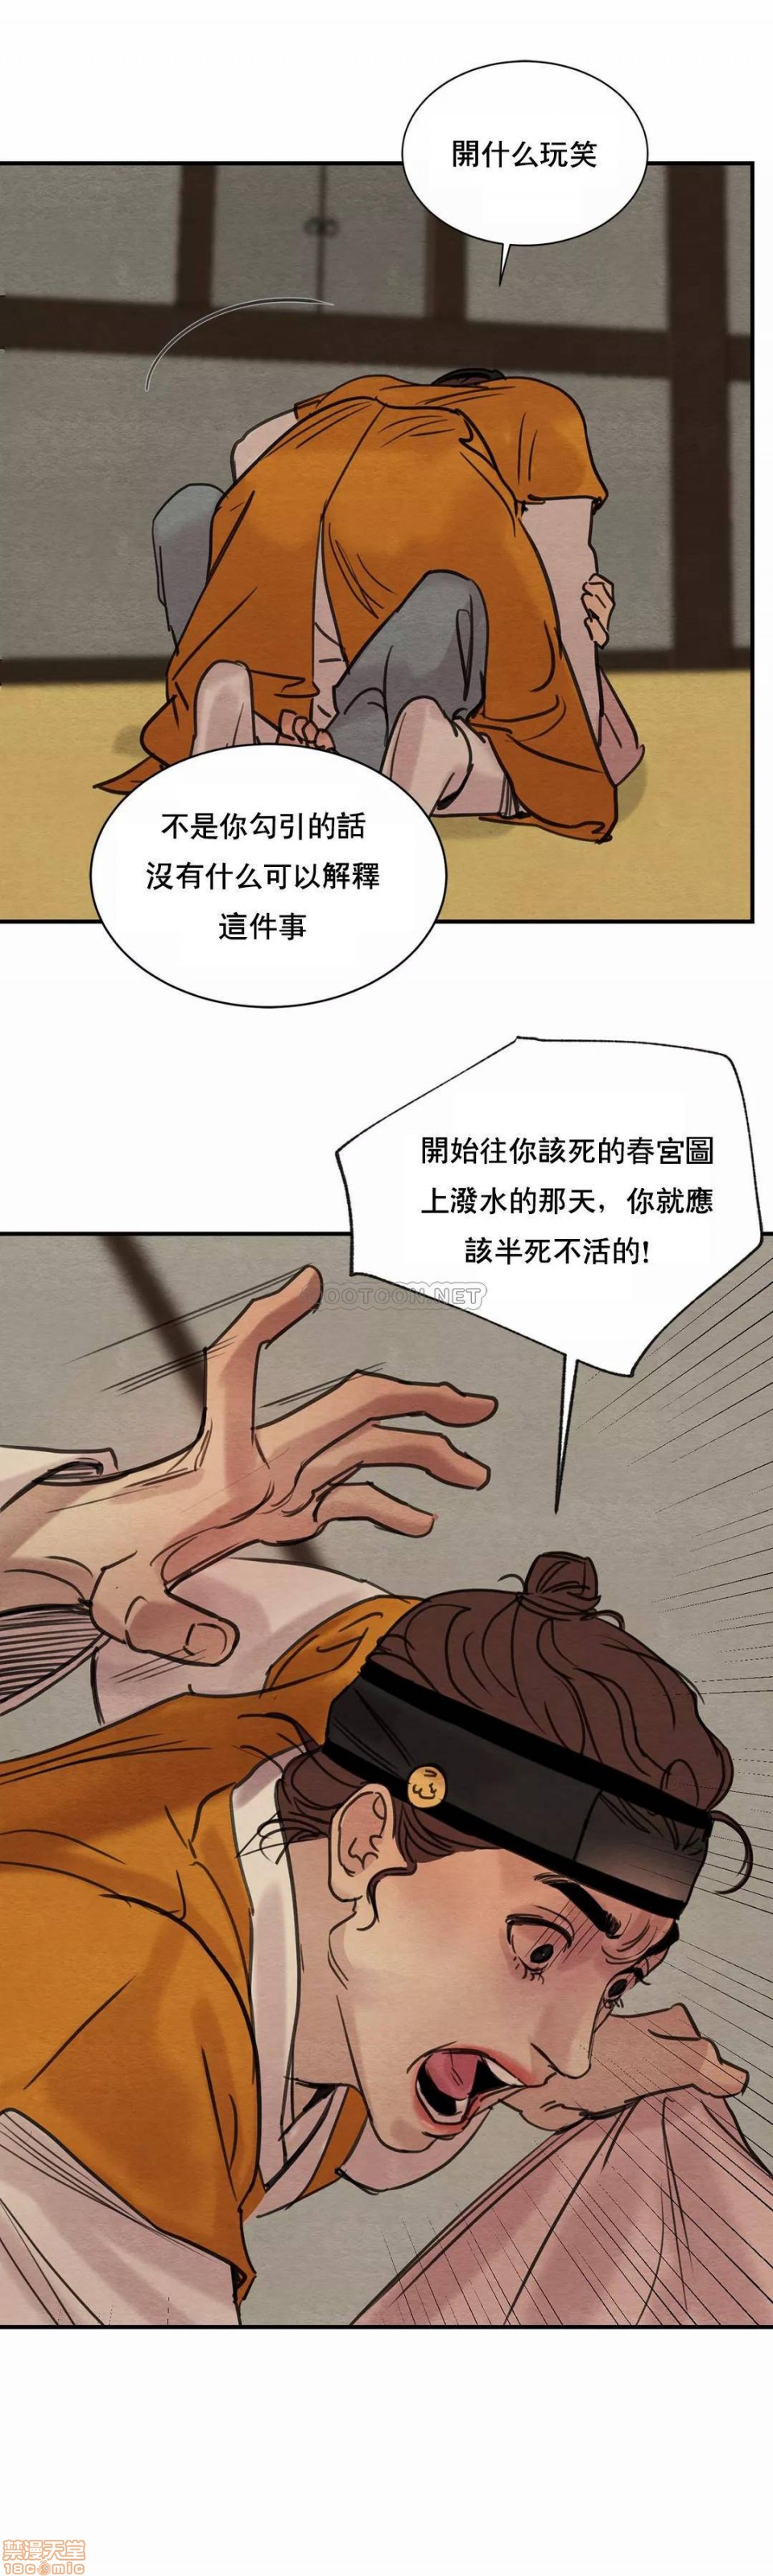 開什么玩笑
不是你勾引的話
沒有什么可以解釋
這件事
開始往你該死的春宮圖
上潑水的那天，你就應
該半死不活的!
TOOTOON.NET
禁漫天堂
18comic